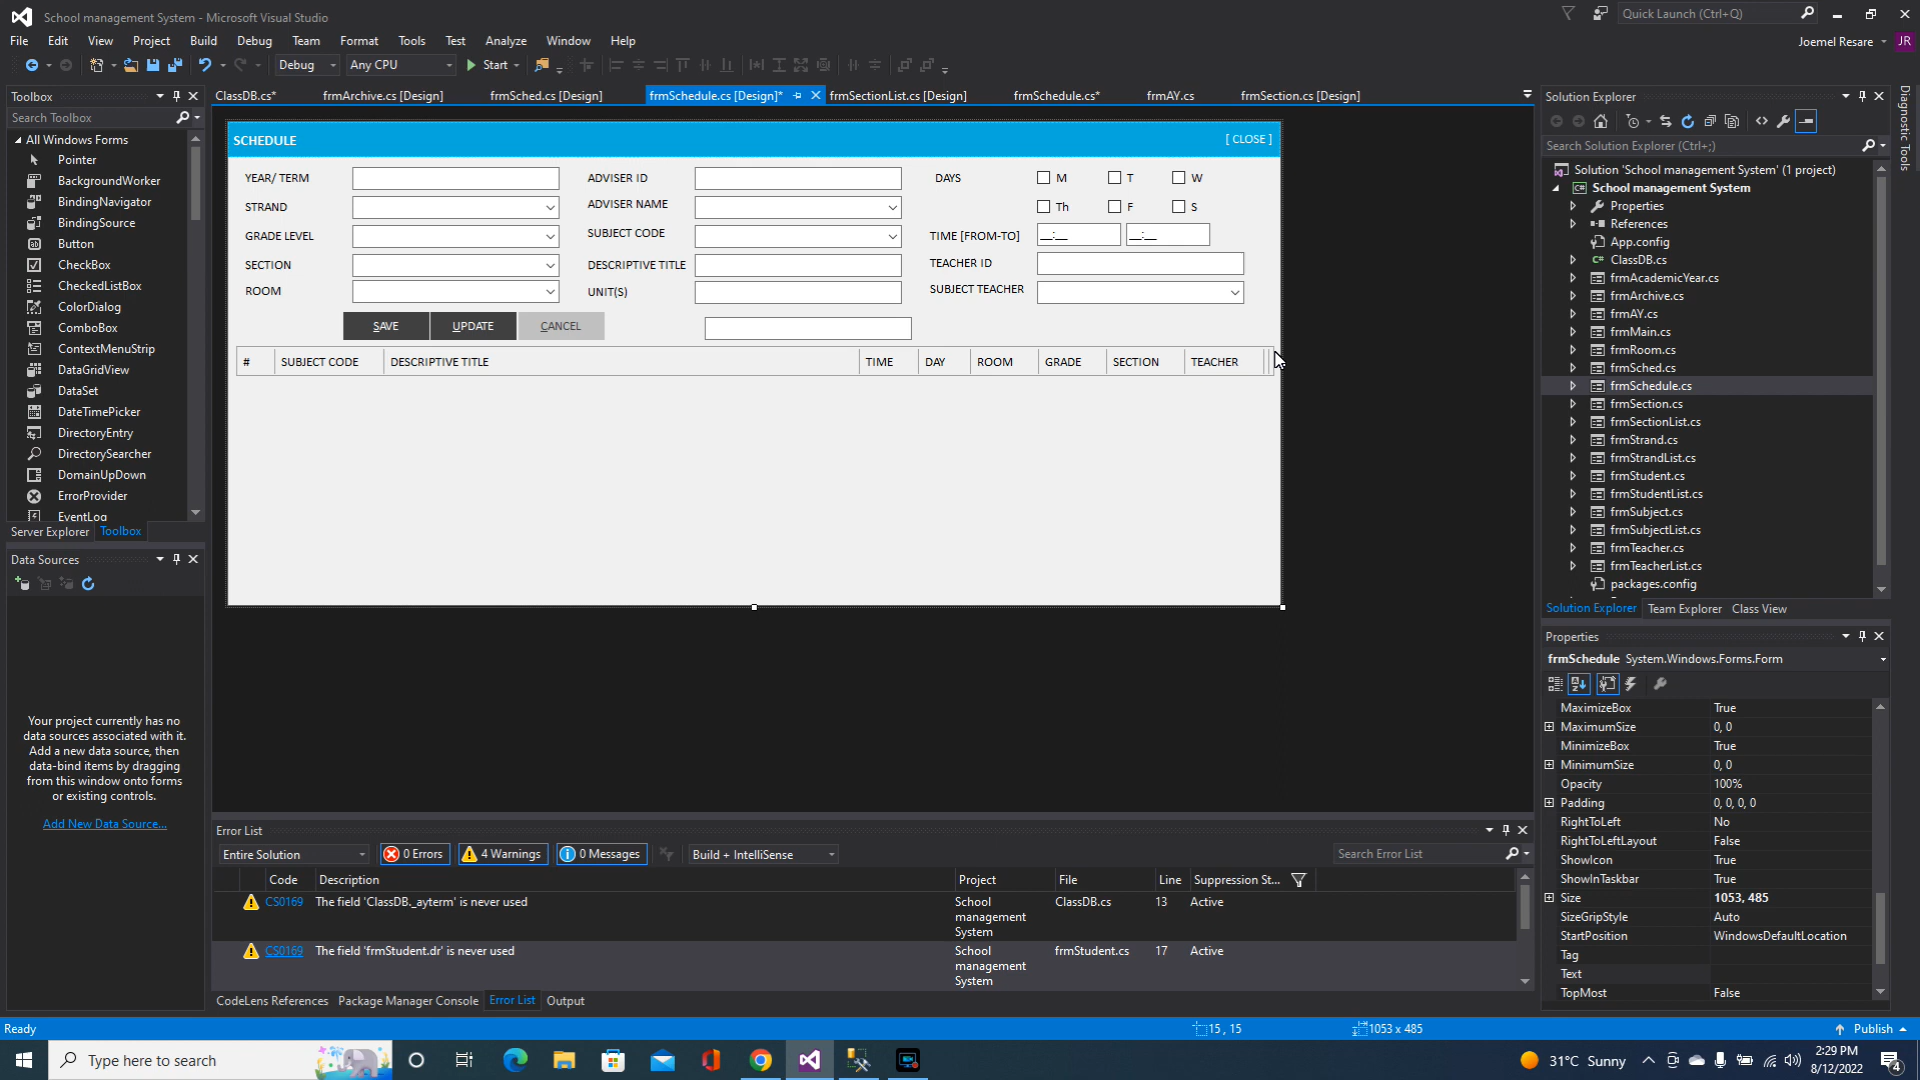 School management System - Microsoft Visual Studio
Quick Launch (Ctrl+Q)
File Edit View Project Build Debug Team Format Tools Test Analyze Window Help
Joemel Resare JR
Debug Any CPU Start
Toolbox
Search Toolbox
All Windows Forms
Pointer
BackgroundWorker
BindingNavigator
BindingSource
Button
CheckBox
CheckedListBox
ColorDialog
ComboBox
ContextMenuStrip
DataGridView
DataSet
DateTimePicker
DirectoryEntry
DirectorySearcher
DomainUpDown
ErrorProvider
EventLog
Server Explorer Toolbox
Data Sources
Your project currently has no
data sources associated with it.
Add a new data source, then
data-bind items by dragging
from this window onto forms
or existing controls.
Add New Data Source...
ClassDB.cs* frmArchive.cs [Design] frmSched.cs [Design] frmSchedule.cs [Design]* frmSectionList.cs [Design] frmSchedule.cs* frmAY.cs frmSection.cs [Design]
SCHEDULE [ CLOSE ]
YEAR/ TERM ADVISER ID DAYS M T W
STRAND ADVISER NAME Th F S
GRADE LEVEL SUBJECT CODE TIME [FROM-TO] __:__ __:__
SECTION DESCRIPTIVE TITLE TEACHER ID
ROOM UNIT(S) SUBJECT TEACHER
SAVE UPDATE CANCEL
# SUBJECT CODE DESCRIPTIVE TITLE TIME DAY ROOM GRADE SECTION TEACHER
Error List
Entire Solution 0 Errors 4 Warnings 0 Messages Build + IntelliSense Search Error List
Code Description Project File Line Suppression St...
CS0169 The field 'ClassDB._ayterm' is never used School management System ClassDB.cs 13 Active
CS0169 The field 'frmStudent.dr' is never used School management System frmStudent.cs 17 Active
CodeLens References Package Manager Console Error List Output
Solution Explorer
Search Solution Explorer (Ctrl+;)
Solution 'School management System' (1 project)
School management System
Properties
References
App.config
ClassDB.cs
frmAcademicYear.cs
frmArchive.cs
frmAY.cs
frmMain.cs
frmRoom.cs
frmSched.cs
frmSchedule.cs
frmSection.cs
frmSectionList.cs
frmStrand.cs
frmStrandList.cs
frmStudent.cs
frmStudentList.cs
frmSubject.cs
frmSubjectList.cs
frmTeacher.cs
frmTeacherList.cs
packages.config
Solution Explorer Team Explorer Class View
Diagnostic Tools
Properties
frmSchedule System.Windows.Forms.Form
MaximizeBox True
MaximumSize 0, 0
MinimizeBox True
MinimumSize 0, 0
Opacity 100%
Padding 0, 0, 0, 0
RightToLeft No
RightToLeftLayout False
ShowIcon True
ShowInTaskbar True
Size 1053, 485
SizeGripStyle Auto
StartPosition WindowsDefaultLocation
Tag
Text
TopMost False
Ready 15 , 15 1053 x 485 Publish
Type here to search
31°C Sunny
2:29 PM
8/12/2022
4